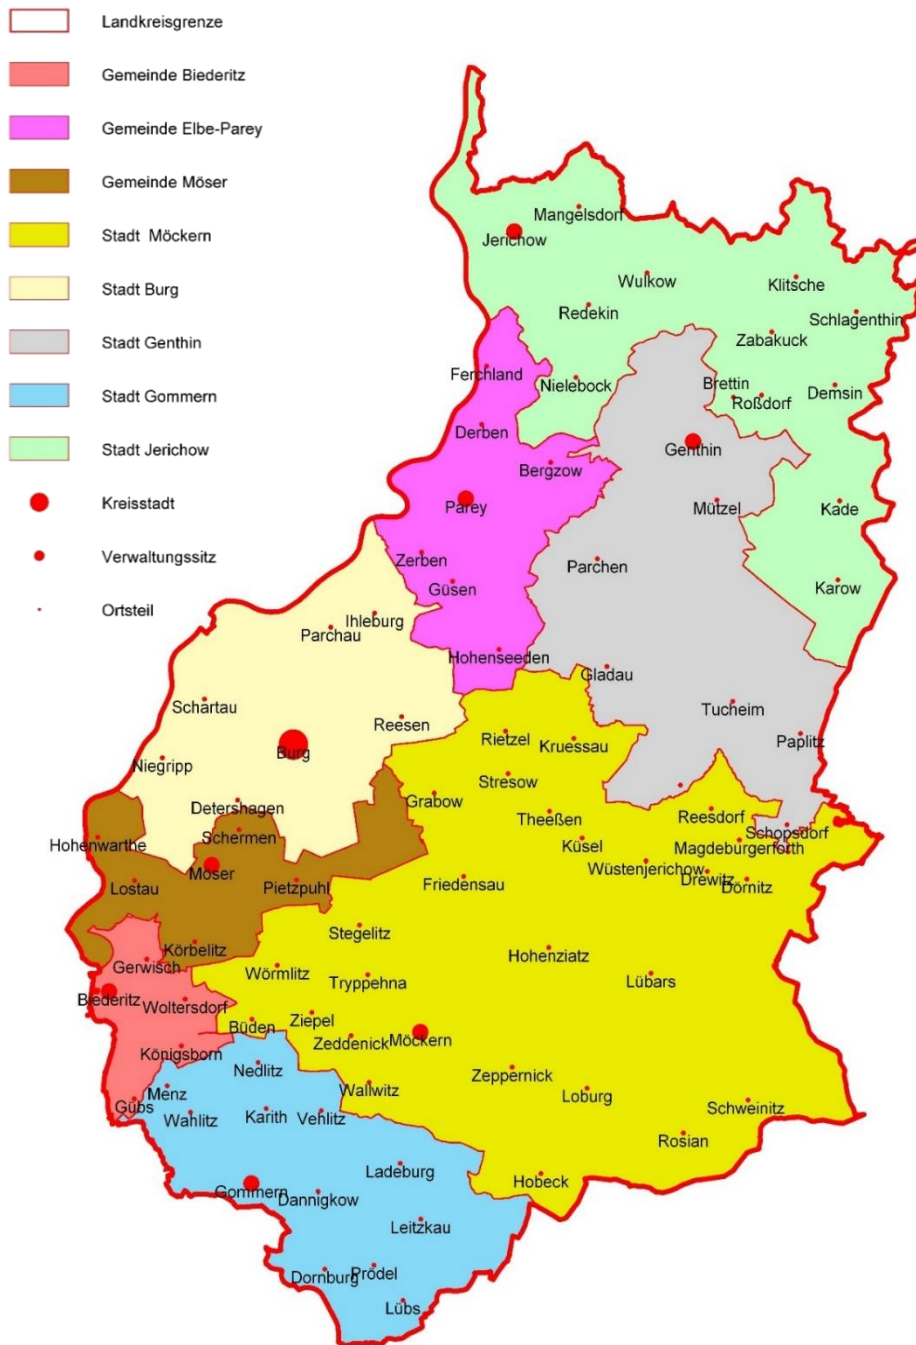 Landkreisgrenze
Gemeinde Biederitz
Gemeinde Elbe-Parey
Gemeinde Möser
Stadt Möckern
Stadt Burg
Stadt Genthin
Stadt Gommern
Stadt Jerichow
Kreisstadt
Verwaltungssitz
Ortsteil
Mangelsdorf
Jerichow
Wulkow
Klitsche
Redekin
Schlagenthin
Zabakuck
Ferchland
Nielebock
Brettin
Roßdorf
Demsin
Derben
Genthin
Bergzow
Parey
Mützel
Kade
Zerben
Parchen
Güsen
Karow
Ihleburg
Parchau
Hohenseeden
Gladau
Schartau
Tucheim
Reesen
Rietzel
Kruessau
Paplitz
Burg
Niegripp
Stresow
Grabow
Detershagen
Theeßen
Reesdorf
Schopsdorf
Hohenwarthe
Schermen
Küsel
Magdeburgerforth
Möser
Wüstenjerichow
Drewitz
Lostau
Pietzpuhl
Friedensau
Dörnitz
Stegelitz
Körbelitz
Hohenziatz
Gerwisch
Wörmlitz
Tryppehna
Lübars
Biederitz
Woltersdorf
Büden
Ziepel
Zeddenick
Möckern
Königsborn
Nedlitz
Zeppernick
Menz
Wallwitz
Loburg
Gübs
Wahlitz
Karith
Vehlitz
Schweinitz
Rosian
Ladeburg
Hobeck
Gommern
Dannigkow
Leitzkau
Dornburg
Prödel
Lübs